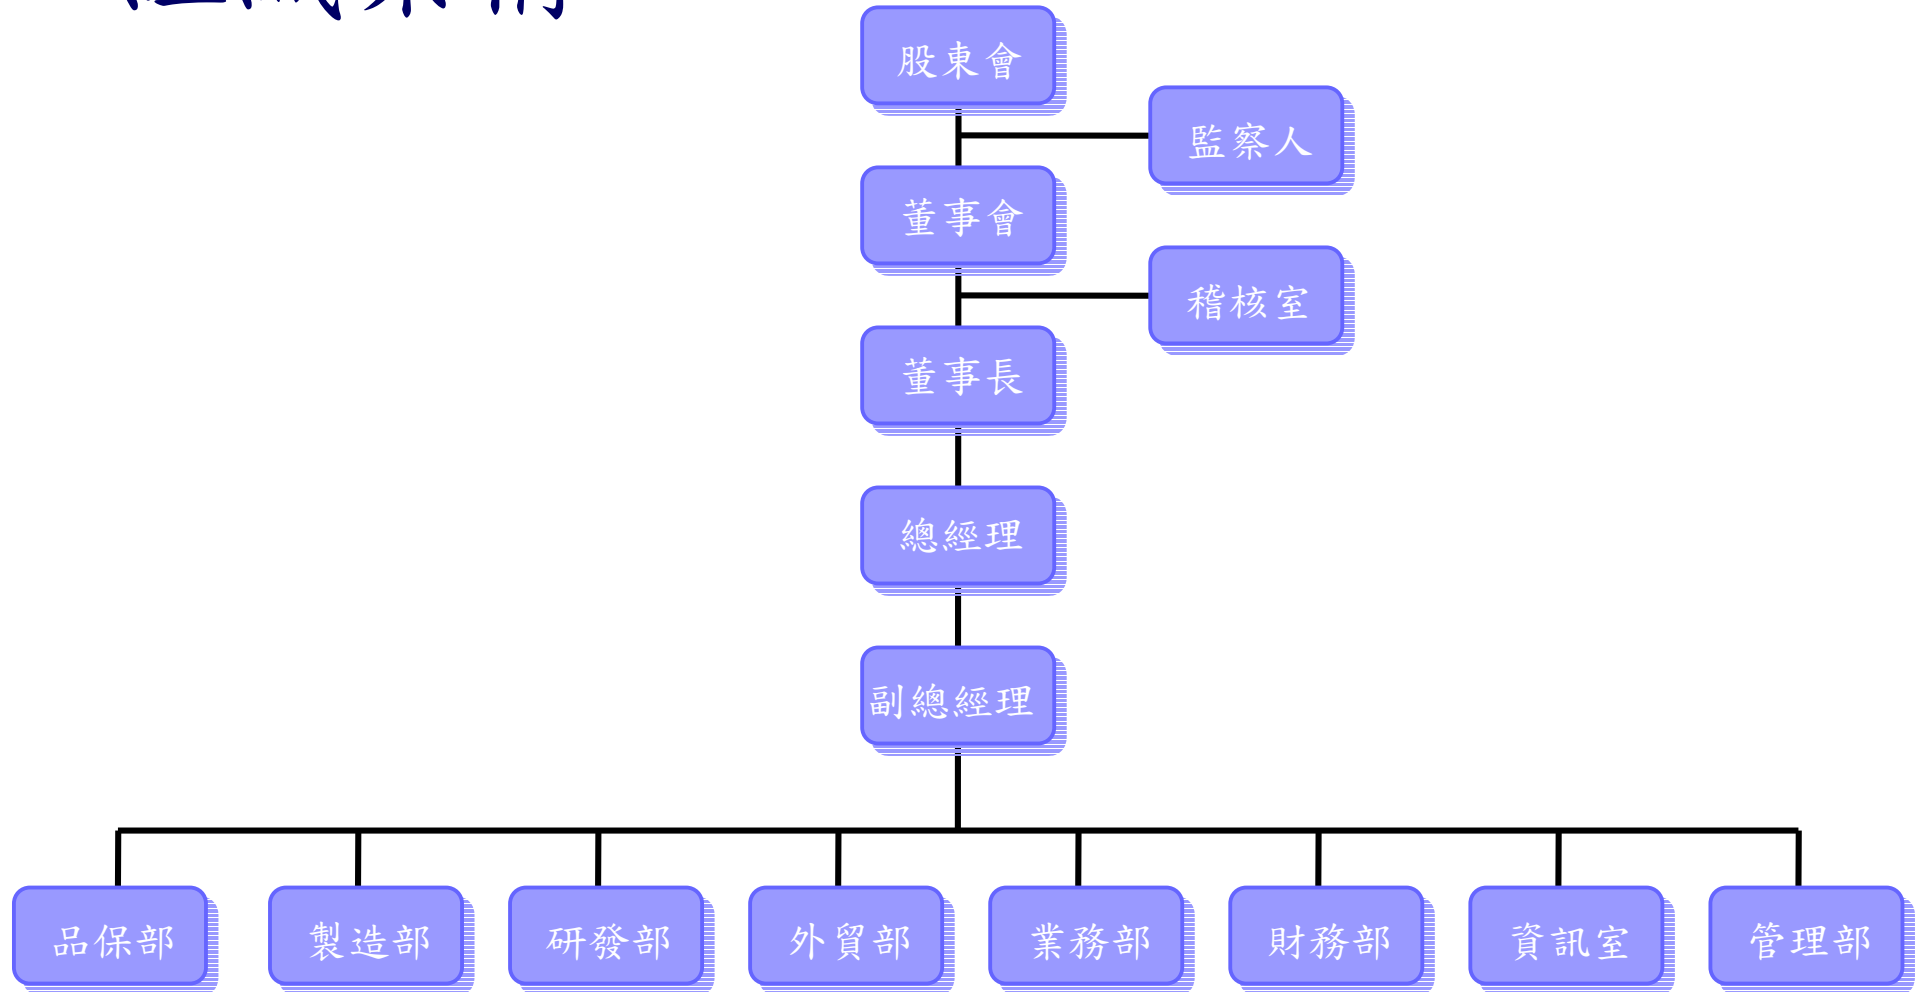 股東會
監察人
董事會
稽核室
董事長
總經理
副總經理
品保部 製造部 研發部 外貿部 業務部 財務部 資訊室 管理部